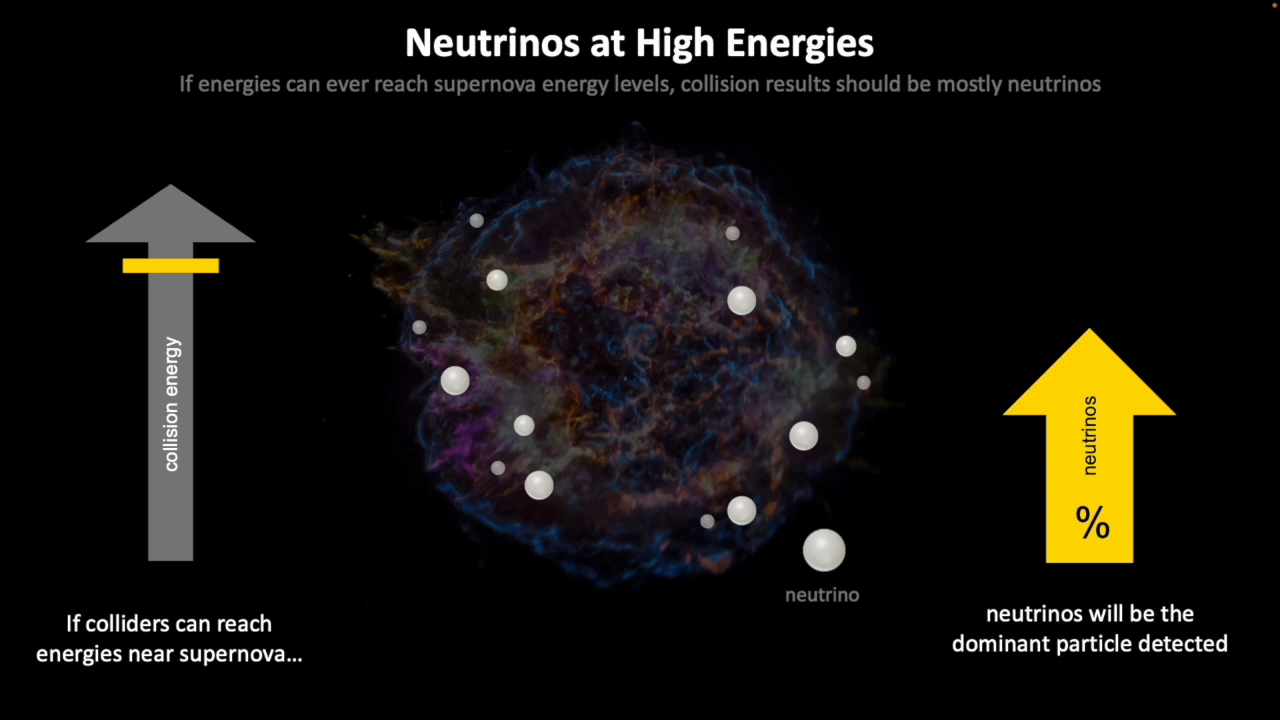 Neutrinos at High Energies
If energies can ever reach supernova energy levels, collision results should be mostly neutrinos
collision energy
If colliders can reach
energies near supernova...
neutrino
neutrinos
%
neutrinos will be the
dominant particle detected